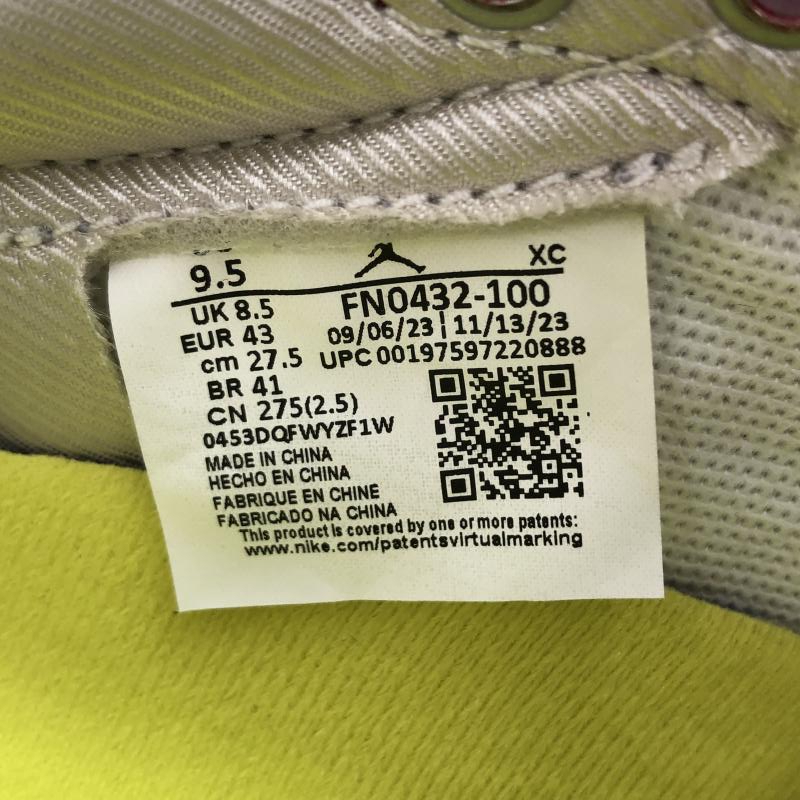 9.5
XC
UK 8.5
FN0432-100
EUR 43
09/06/23 | 11/13/23
cm 27.5
UPC 00197597220888
BR 41
CN 275(2.5)
0453DQFWYZF1W
MADE IN CHINA
HECHO EN CHINA
FABRIQUE EN CHINE
FABRICADO NA CHINA
This product is covered by one or more patents:
www.nike.com/patentsvirtualmarking